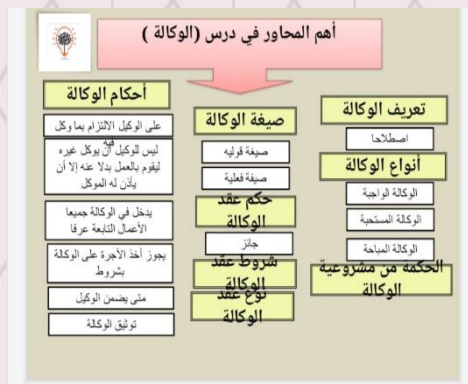 أهم المحاور في درس (الوكالة )
تعريف الوكالة
اصطلاحا
أنواع الوكالة
الوكالة الواجبة
الوكالة المستحبة
الوكالة المباحة
الحكمة من مشروعية
الوكالة
صيغة الوكالة
صيغة قوليه
صيغة فعلية
حكم عقد
الوكالة
جائز
شروط عقد
الوكالة
نوع عقد
الوكالة
أحكام الوكالة
على الوكيل الالتزام بما وكل
فيه
ليس للوكيل أن يوكل غيره
ليقوم بالعمل بدلا عنه إلا أن
يأذن له الموكل
يدخل في الوكالة جميعا
الأعمال التابعة عرفا
يجوز أخذ الأجرة على الوكالة
بشروط
متى يضمن الوكيل
توثيق الوكالة